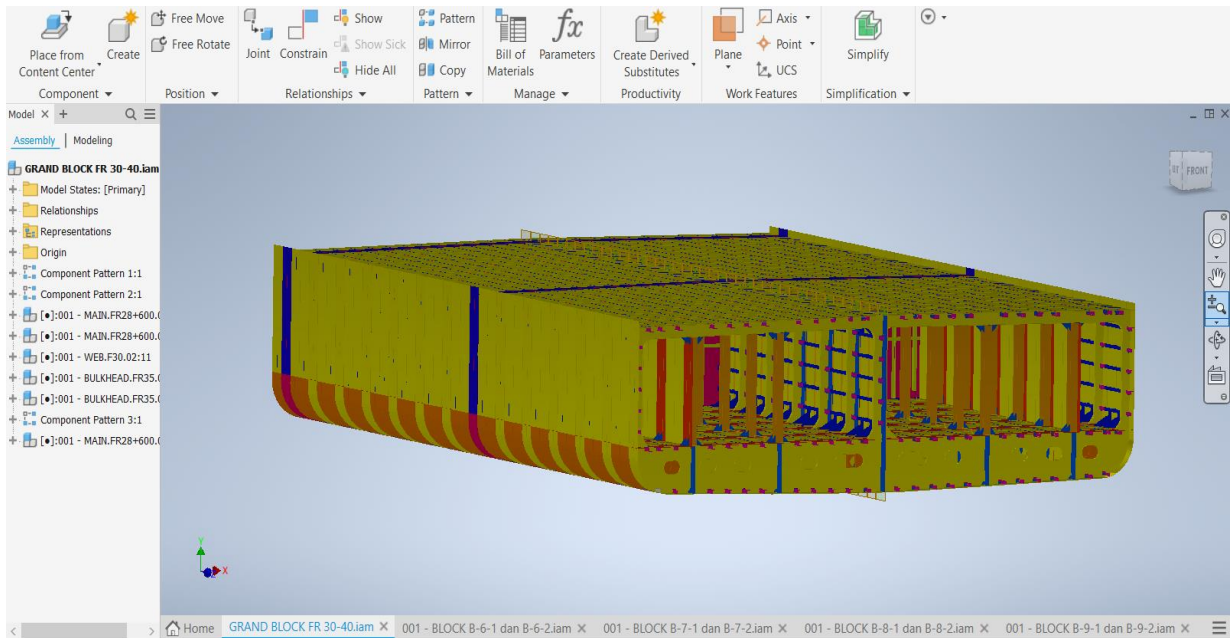 Place from
Content Center
Create
Component
Free Move
Free Rotate
Position
Joint
Constrain
Show
Show Sick
Hide All
Relationships
Pattern
Mirror
Copy
Pattern
Bill of
Materials
fx
Parameters
Manage
Create Derived
Substitutes
Productivity
Plane
Axis
Point
UCS
Work Features
Simplify
Simplification
Model × +
Assembly | Modeling
GRAND BLOCK FR 30-40.iam
Model States: [Primary]
Relationships
Representations
Origin
Component Pattern 1:1
Component Pattern 2:1
[•]:001 - MAIN.FR28+600.0
[•]:001 - MAIN.FR28+600.0
[•]:001 - WEB.F30.02:11
[•]:001 - BULKHEAD.FR35.0
[•]:001 - BULKHEAD.FR35.0
Component Pattern 3:1
[•]:001 - MAIN.FR28+600.0
FRONT
Y
X
Home
GRAND BLOCK FR 30-40.iam ×
001 - BLOCK B-6-1 dan B-6-2.iam ×
001 - BLOCK B-7-1 dan B-7-2.iam ×
001 - BLOCK B-8-1 dan B-8-2.iam ×
001 - BLOCK B-9-1 dan B-9-2.iam ×